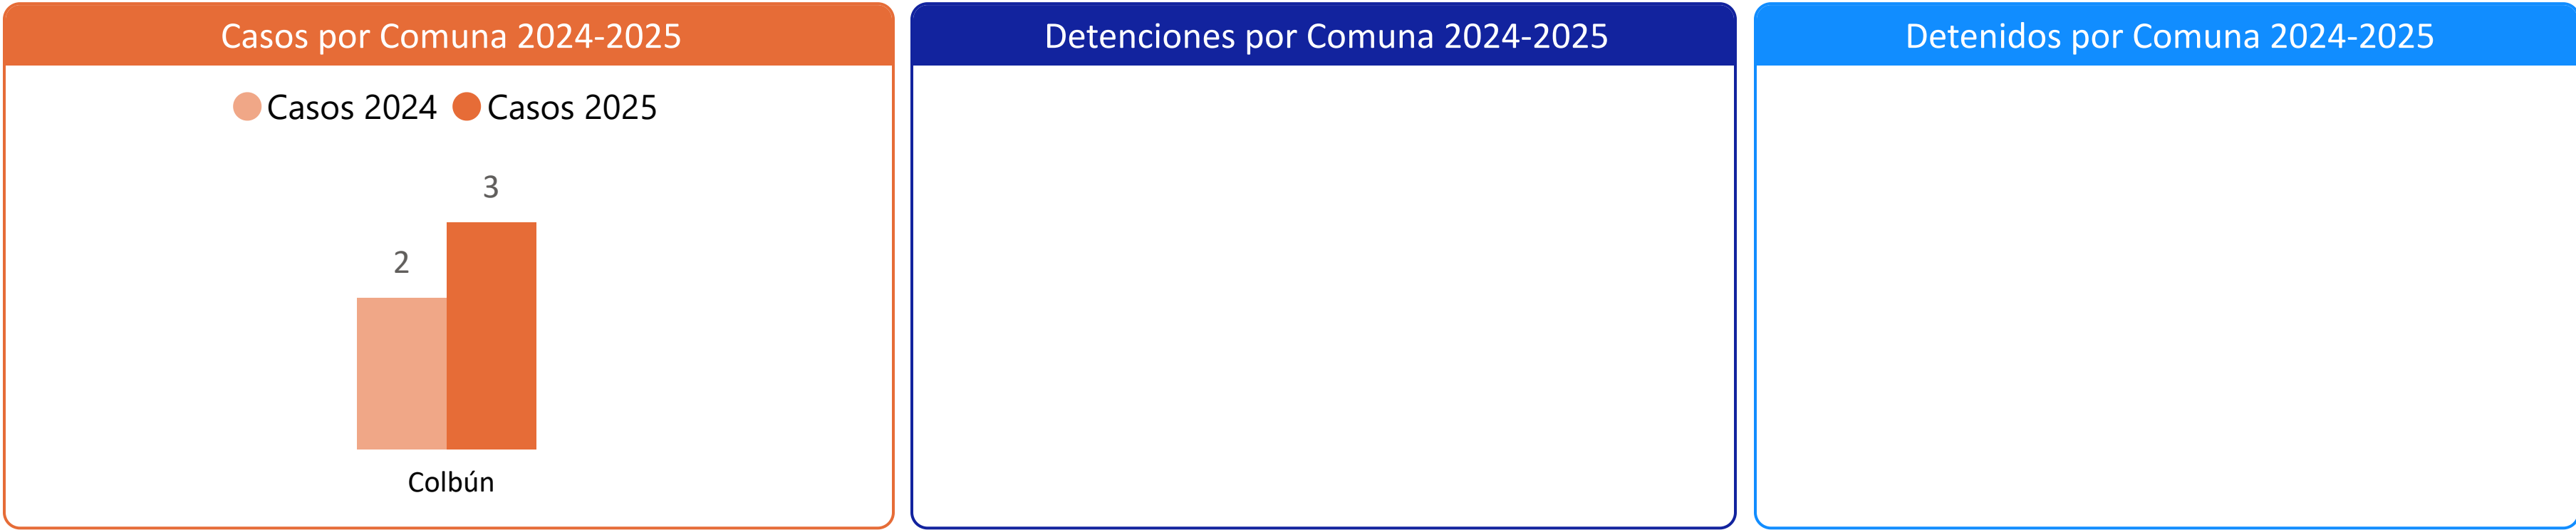 Casos por Comuna 2024-2025
Casos 2024 Casos 2025
3
2
Colbún
Detenciones por Comuna 2024-2025
Detenidos por Comuna 2024-2025